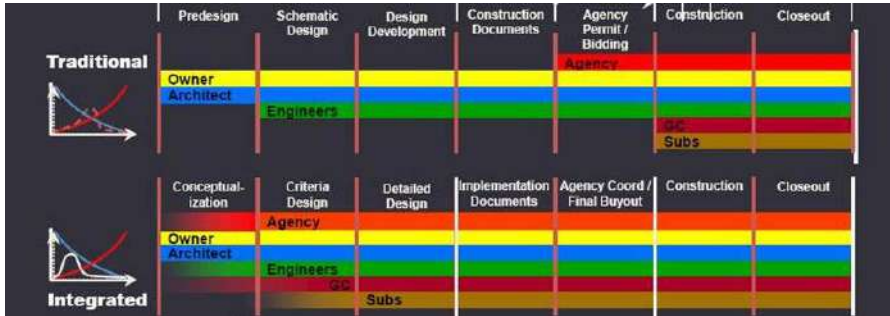 Predesign
Schematic
Design
Design
Development
Construction
Documents
Agency
Permit /
Bidding
Construction
Closeout
Traditional
Agency
Owner
Architect
Engineers
GC
Subs
Conceptual-
ization
Criteria
Design
Detailed
Design
Implementation
Documents
Agency Coord /
Final Buyout
Construction
Closeout
Agency
Owner
Architect
Engineers
GC
Subs
Integrated